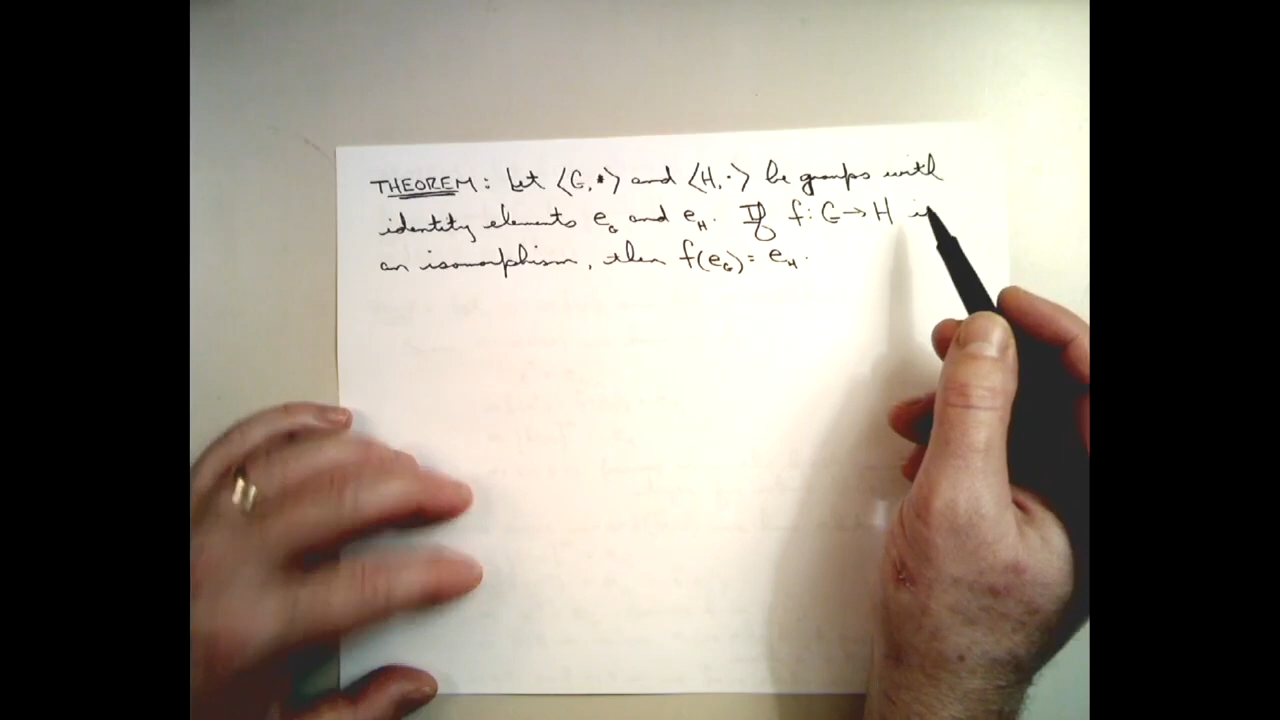 THEOREM: Let ⟨G,*⟩ and ⟨H,·⟩ be groups with
identity elements e_G and e_H. If f: G→H is
an isomorphism, then f(e_G) = e_H.